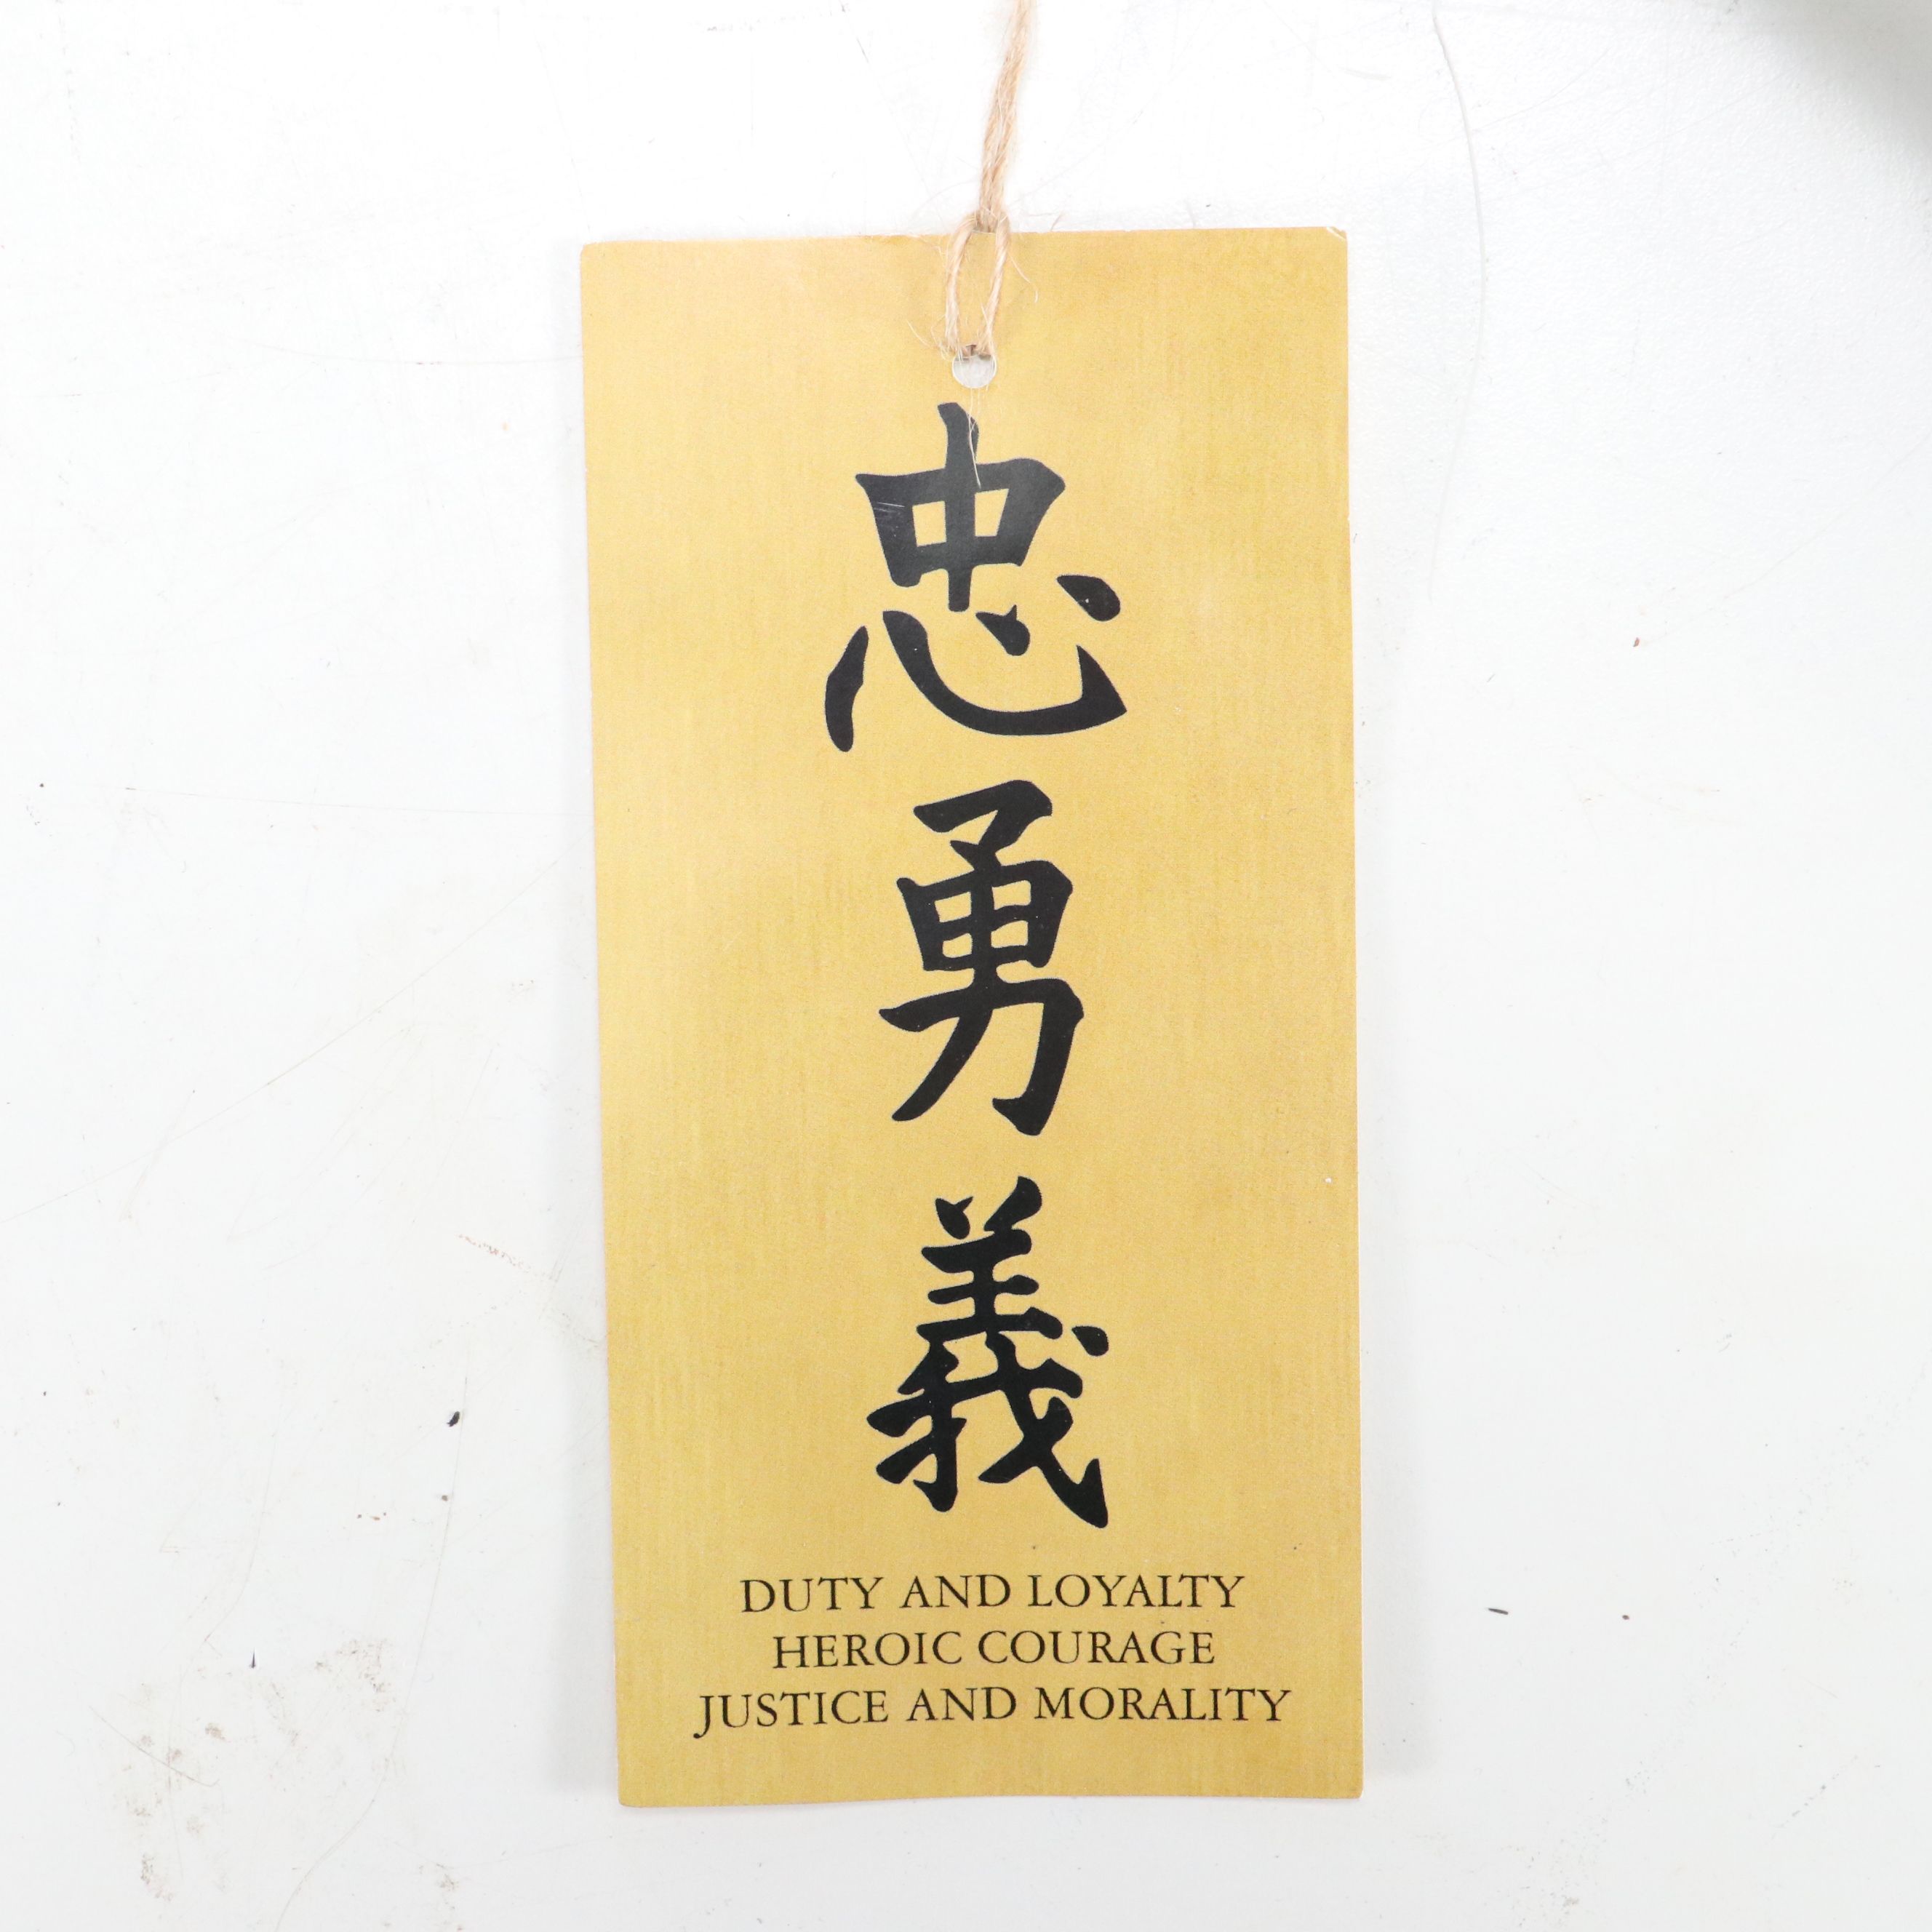 忠勇義
DUTY AND LOYALTY
HEROIC COURAGE
JUSTICE AND MORALITY